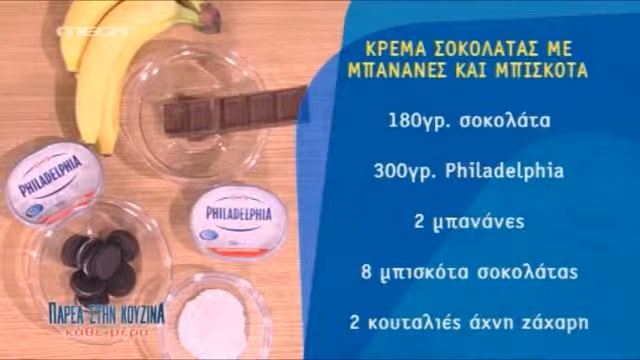 MEGA
ΚΡΕΜΑ ΣΟΚΟΛΑΤΑΣ ΜΕ
ΜΠΑΝΑΝΕΣ ΚΑΙ ΜΠΙΣΚΟΤΑ
180γρ. σοκολάτα
300γρ. Philadelphia
2 μπανάνες
8 μπισκότα σοκολάτας
2 κουταλιές άχνη ζάχαρη
PHILADELPHIA
PHILADELPHIA
ΠΑΡΕΑ ΣΤΗΝ ΚΟΥΖΙΝΑ
κάθε μέρα